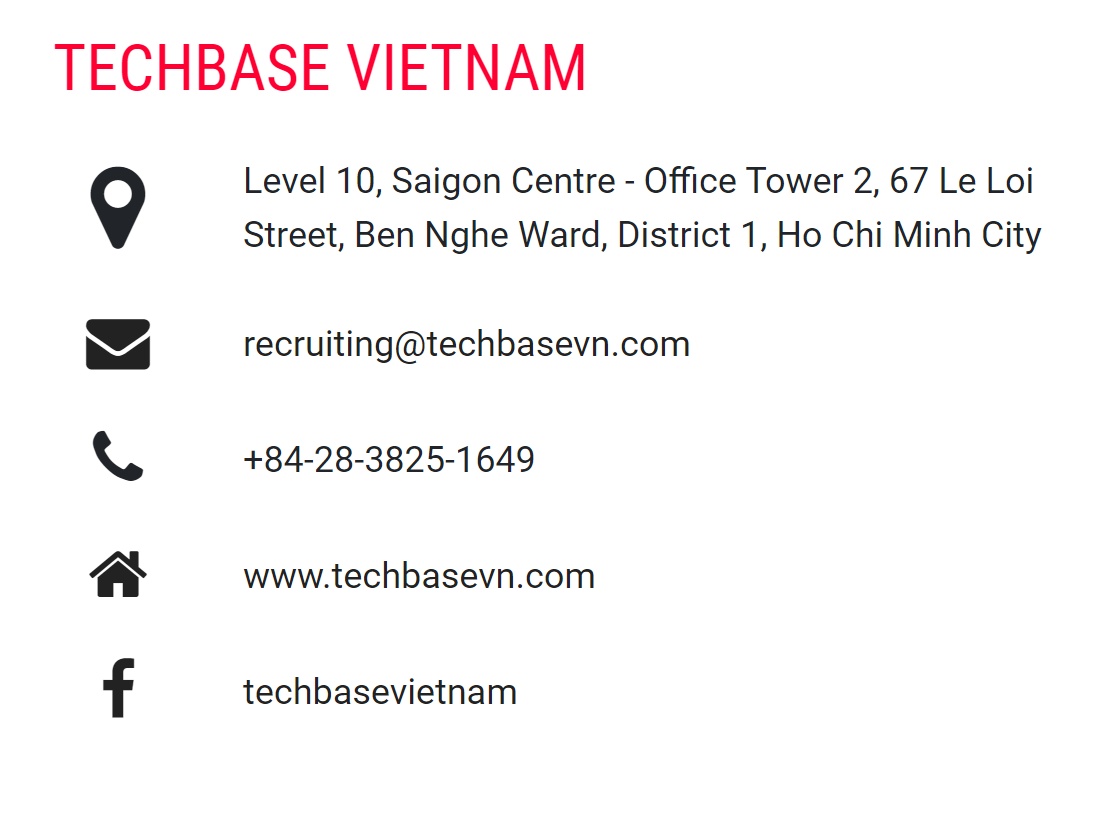 TECHBASE VIETNAM
Level 10, Saigon Centre - Office Tower 2, 67 Le Loi
Street, Ben Nghe Ward, District 1, Ho Chi Minh City
recruiting@techbasevn.com
+84-28-3825-1649
www.techbasevn.com
techbasevietnam